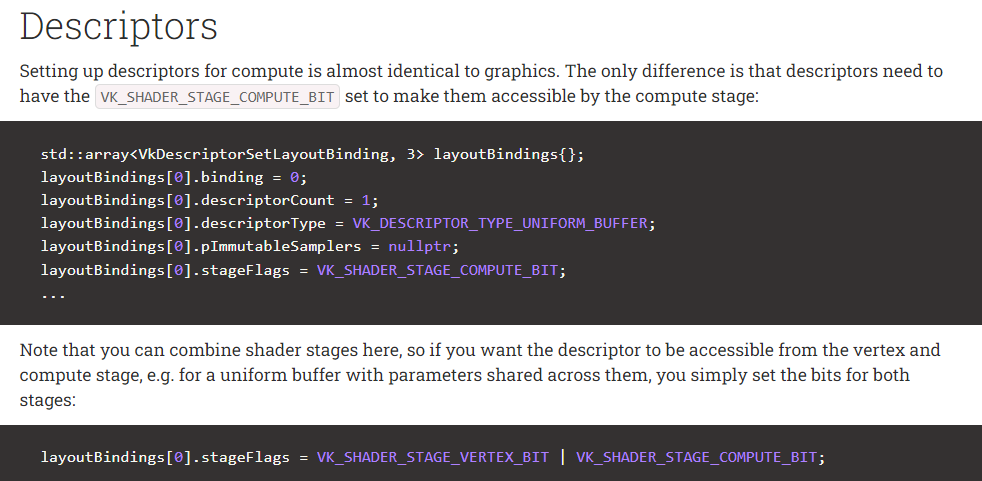 Descriptors
Setting up descriptors for compute is almost identical to graphics. The only difference is that descriptors need to
have the VK_SHADER_STAGE_COMPUTE_BIT set to make them accessible by the compute stage:
std::array<VkDescriptorSetLayoutBinding, 3> layoutBindings{};
layoutBindings[0].binding = 0;
layoutBindings[0].descriptorCount = 1;
layoutBindings[0].descriptorType = VK_DESCRIPTOR_TYPE_UNIFORM_BUFFER;
layoutBindings[0].pImmutableSamplers = nullptr;
layoutBindings[0].stageFlags = VK_SHADER_STAGE_COMPUTE_BIT;
...
Note that you can combine shader stages here, so if you want the descriptor to be accessible from the vertex and
compute stage, e.g. for a uniform buffer with parameters shared across them, you simply set the bits for both
stages:
layoutBindings[0].stageFlags = VK_SHADER_STAGE_VERTEX_BIT | VK_SHADER_STAGE_COMPUTE_BIT;